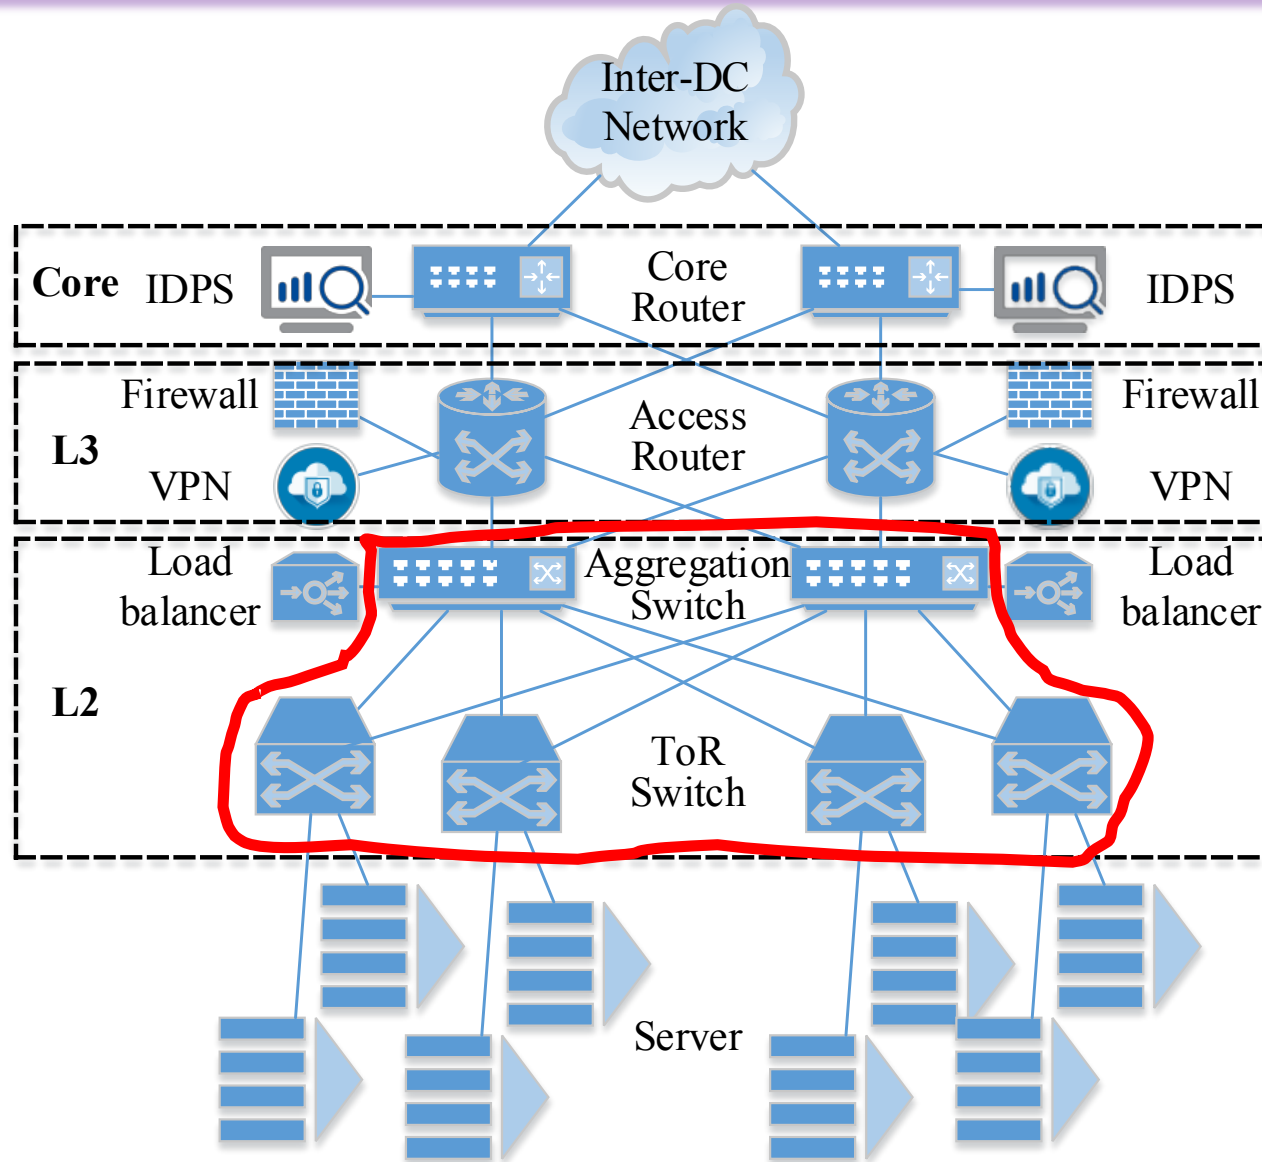 Inter-DC
Network
Core
IDPS
Core
Router
IDPS
Firewall
Access
Router
Firewall
L3
VPN
VPN
Load
balancer
Aggregation
Switch
Load
balancer
L2
ToR
Switch
Server